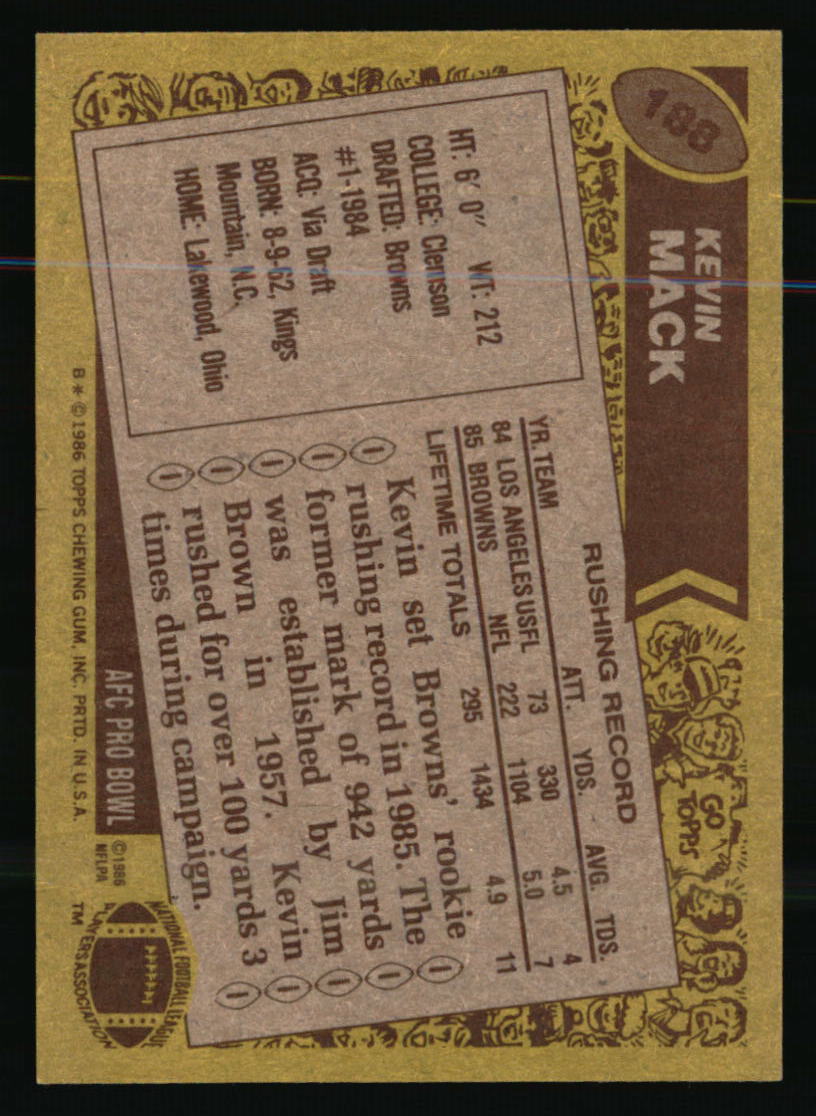 188
KEVIN
MACK
HT: 6' 0" WT: 212
COLLEGE: Clemson
DRAFTED: Browns
#1-1984
ACQ: Via Draft
BORN: 8-9-62, Kings
Mountain, N.C.
HOME: Lakewood, Ohio
RUSHING RECORD
YR. TEAM ATT. YDS. AVG. TDS.
84 LOS ANGELES USFL 73 330 4.5 4
85 BROWNS NFL 222 1104 5.0 7
LIFETIME TOTALS 295 1434 4.9 11
Kevin set Browns' rookie
rushing record in 1985. The
former mark of 942 yards
was established by Jim
Brown in 1957. Kevin
rushed for over 100 yards 3
times during campaign.
GO
TOPPS
AFC PRO BOWL
©1986
NFLPA
NATIONAL FOOTBALL LEAGUE
PLAYERS ASSOCIATION
TM
B * © 1986 TOPPS CHEWING GUM, INC. PRTD. IN U.S.A.